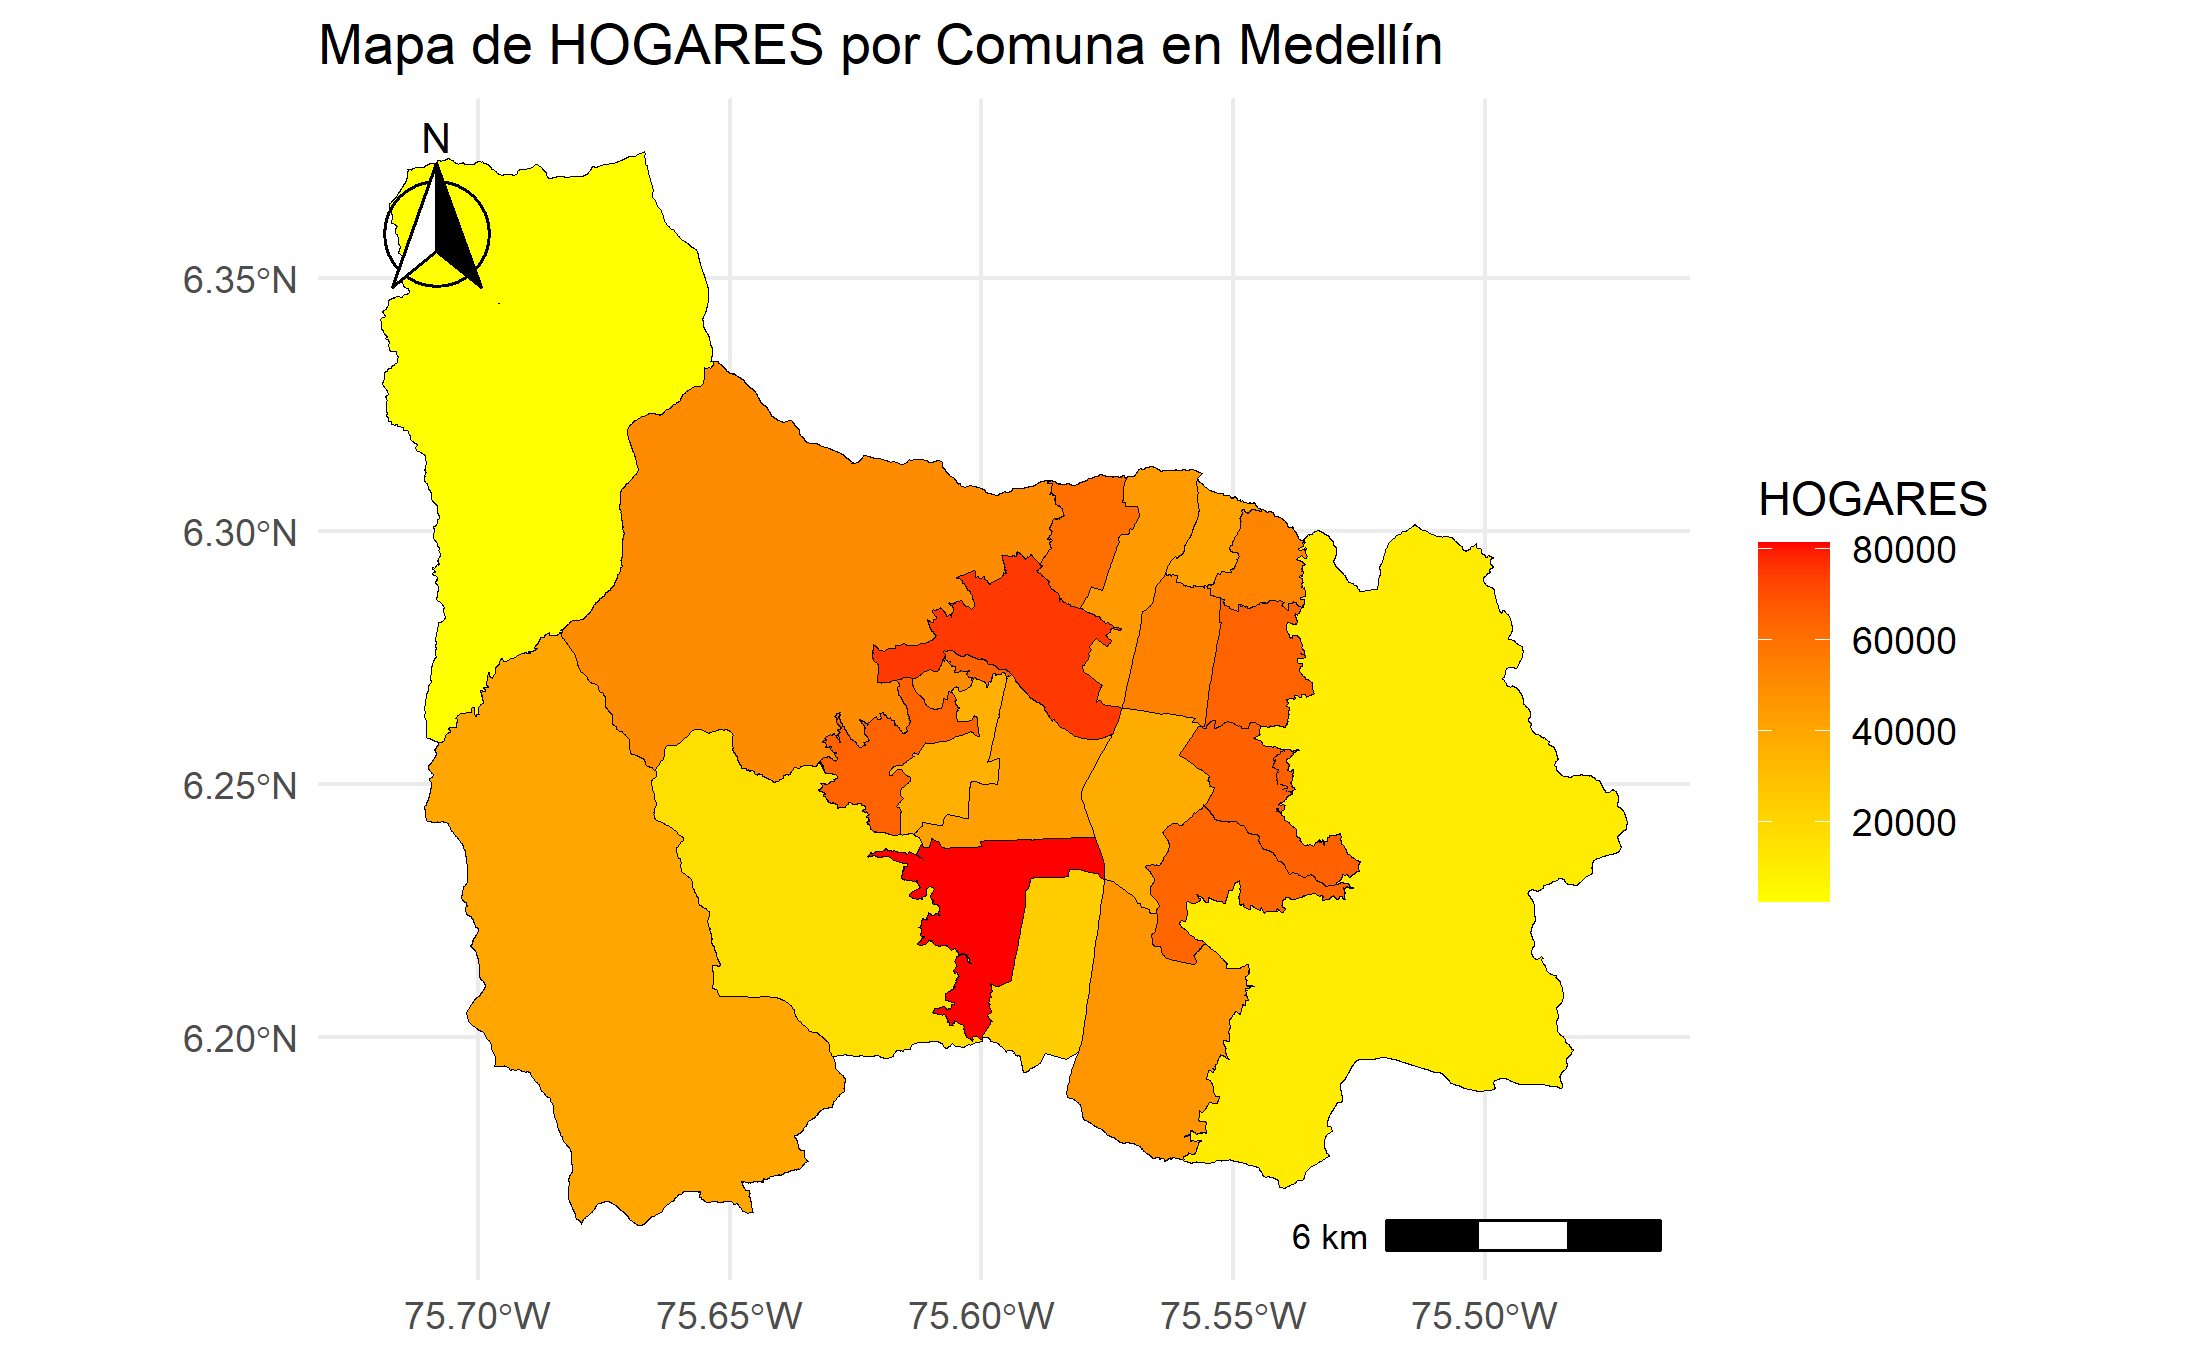 Mapa de HOGARES por Comuna en Medellín
N
6.35°N
6.30°N
6.25°N
6.20°N
75.70°W
75.65°W
75.60°W
75.55°W
75.50°W
6 km
HOGARES
80000
60000
40000
20000